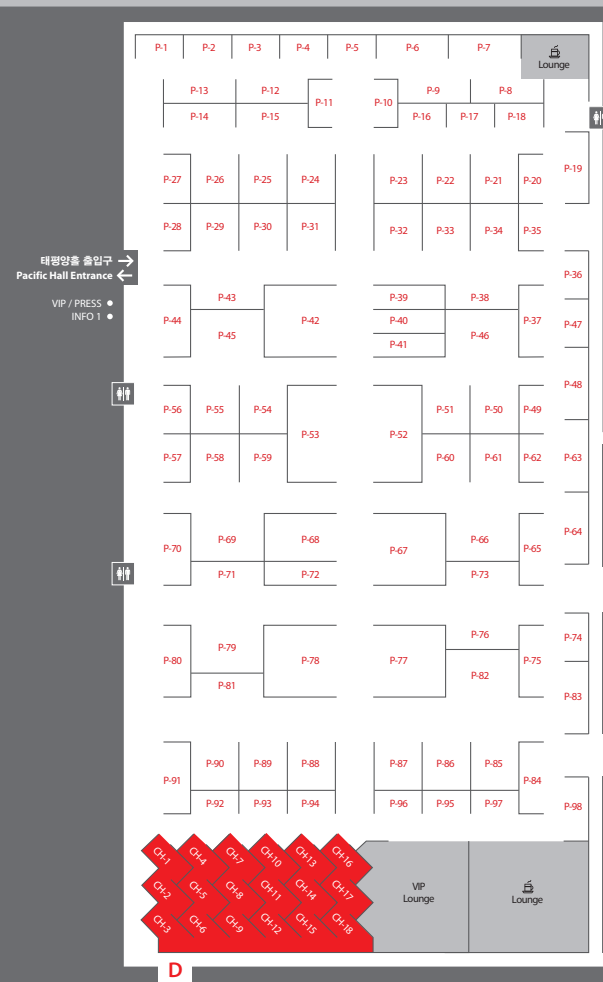 P-1 P-2 P-3 P-4 P-5 P-6 P-7
Lounge
P-13 P-12 P-9 P-8
P-11 P-10
P-14 P-15 P-16 P-17 P-18
P-19
P-27 P-26 P-25 P-24 P-23 P-22 P-21 P-20
P-28 P-29 P-30 P-31 P-32 P-33 P-34 P-35
태평양홀 출입구 →
Pacific Hall Entrance ←
P-36
VIP / PRESS ●
INFO 1 ●
P-43 P-39 P-38
P-44 P-42 P-40 P-37 P-47
P-45 P-41 P-46
P-48
P-56 P-55 P-54 P-51 P-50 P-49
P-53 P-52
P-57 P-58 P-59 P-60 P-61 P-62 P-63
P-64
P-69 P-68 P-66
P-70 P-67 P-65
P-71 P-72 P-73
P-76 P-74
P-79
P-80 P-78 P-77 P-75
P-81 P-82
P-83
P-90 P-89 P-88 P-87 P-86 P-85
P-91 P-84
P-92 P-93 P-94 P-96 P-95 P-97 P-98
CH-1 CH-4 CH-7 CH-10 CH-13 CH-16
CH-2 CH-5 CH-8 CH-11 CH-14 CH-17
CH-3 CH-6 CH-9 CH-12 CH-15 CH-18
VIP
Lounge
Lounge
D